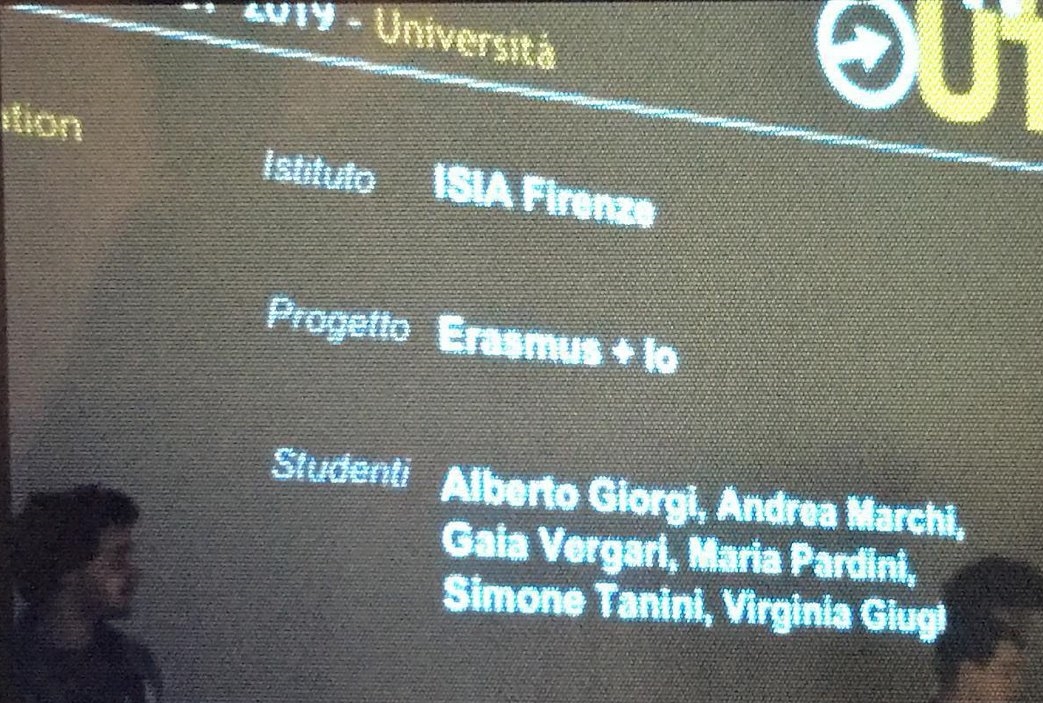 2019 - Università
UT
ation
Istituto ISIA Firenze
Progetto Erasmus + Io
Studenti Alberto Giorgi, Andrea Marchi,
Gaia Vergari, Maria Pardini,
Simone Tanini, Virginia Giugi